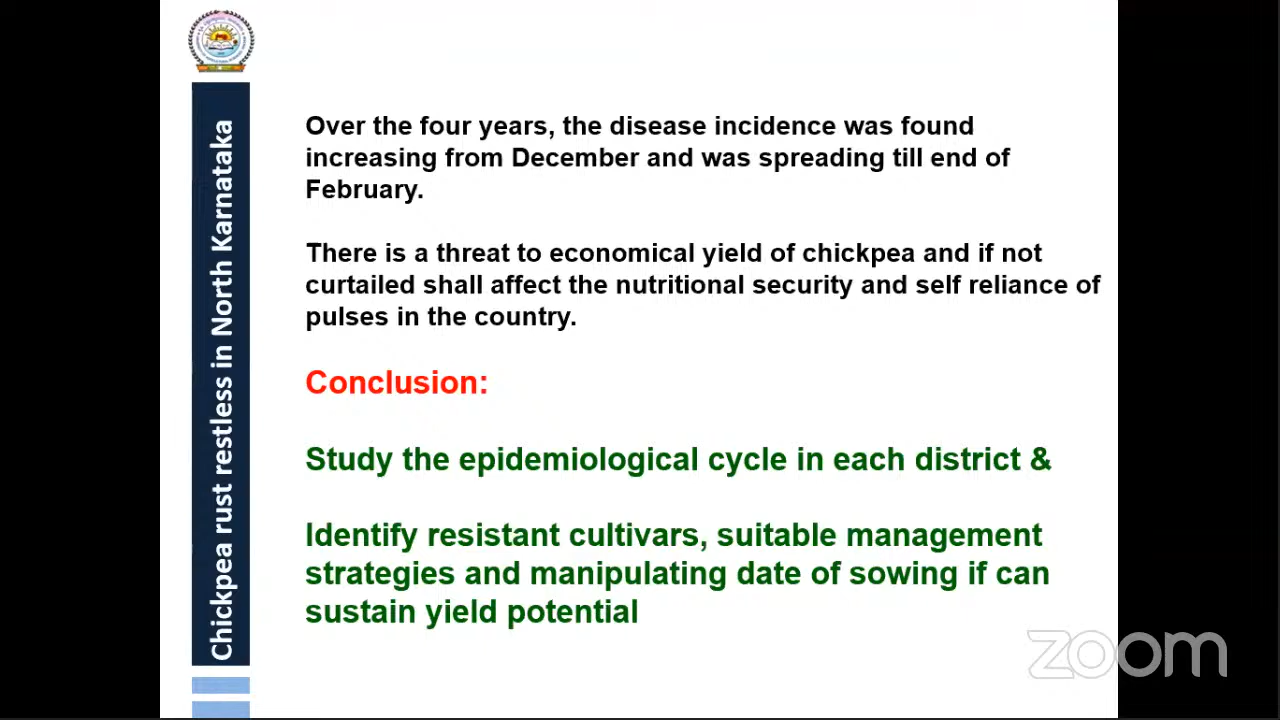 Chickpea rust restless in North Karnataka
Over the four years, the disease incidence was found
increasing from December and was spreading till end of
February.
There is a threat to economical yield of chickpea and if not
curtailed shall affect the nutritional security and self reliance of
pulses in the country.
Conclusion:
Study the epidemiological cycle in each district &
Identify resistant cultivars, suitable management
strategies and manipulating date of sowing if can
sustain yield potential
zoom